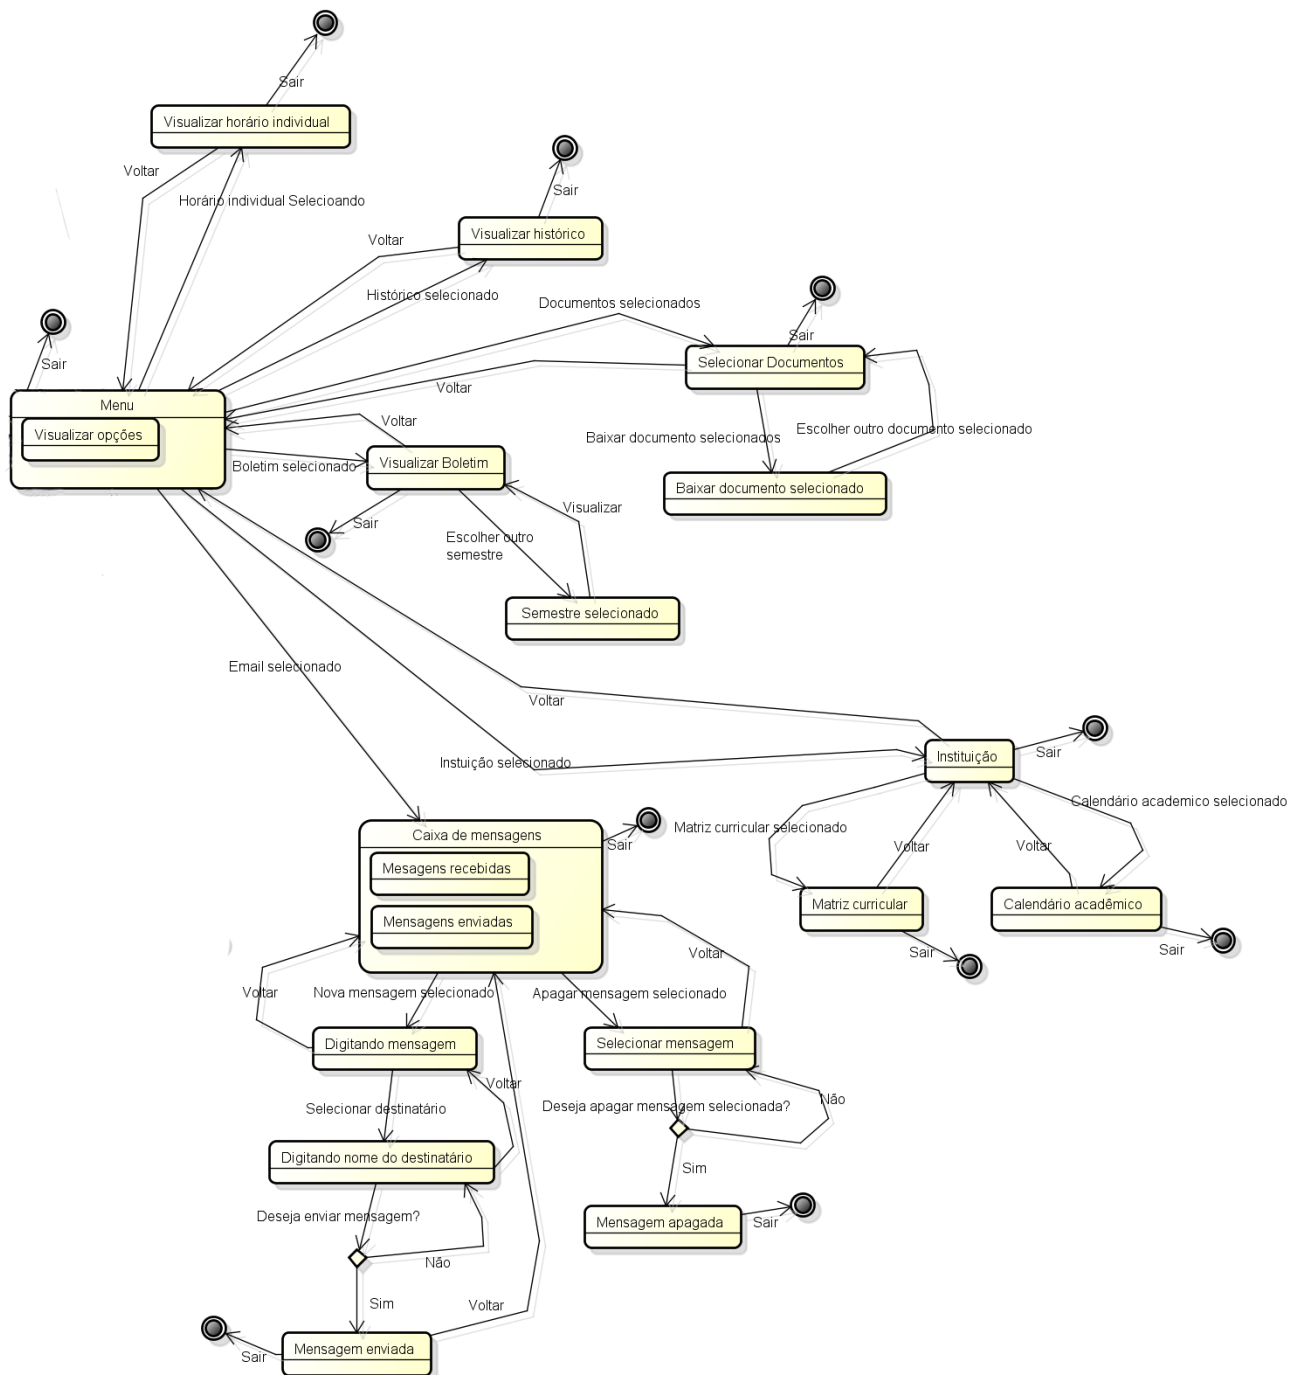 Sair
Visualizar horário individual
Voltar
Horário individual Selecioando
Sair
Visualizar histórico
Voltar
Histórico selecionado
Documentos selecionados
Sair
Sair
Selecionar Documentos
Voltar
Menu
Visualizar opções
Voltar
Baixar documento selecionados
Escolher outro documento selecionado
Boletim selecionado
Visualizar Boletim
Baixar documento selecionado
Visualizar
Sair
Escolher outro
semestre
Semestre selecionado
Email selecionado
Voltar
Instuição selecionado
Instituição
Sair
Calendário academico selecionado
Matriz curricular selecionado
Caixa de mensagens
Sair
Voltar
Voltar
Mesagens recebidas
Matriz curricular
Calendário acadêmico
Mensagens enviadas
Sair
Sair
Voltar
Voltar
Nova mensagem selecionado
Apagar mensagem selecionado
Digitando mensagem
Selecionar mensagem
Voltar
Selecionar destinatário
Deseja apagar mensagem selecionada?
Não
Digitando nome do destinatário
Sim
Deseja enviar mensagem?
Mensagem apagada
Sair
Não
Sim
Voltar
Mensagem enviada
Sair